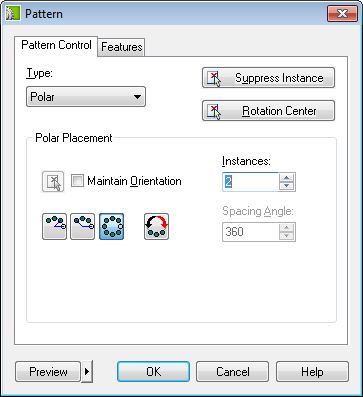 Pattern
Pattern Control Features
Type:
Polar
Suppress Instance
Rotation Center
Polar Placement
Maintain Orientation
Instances:
2
Spacing Angle:
360
Preview OK Cancel Help